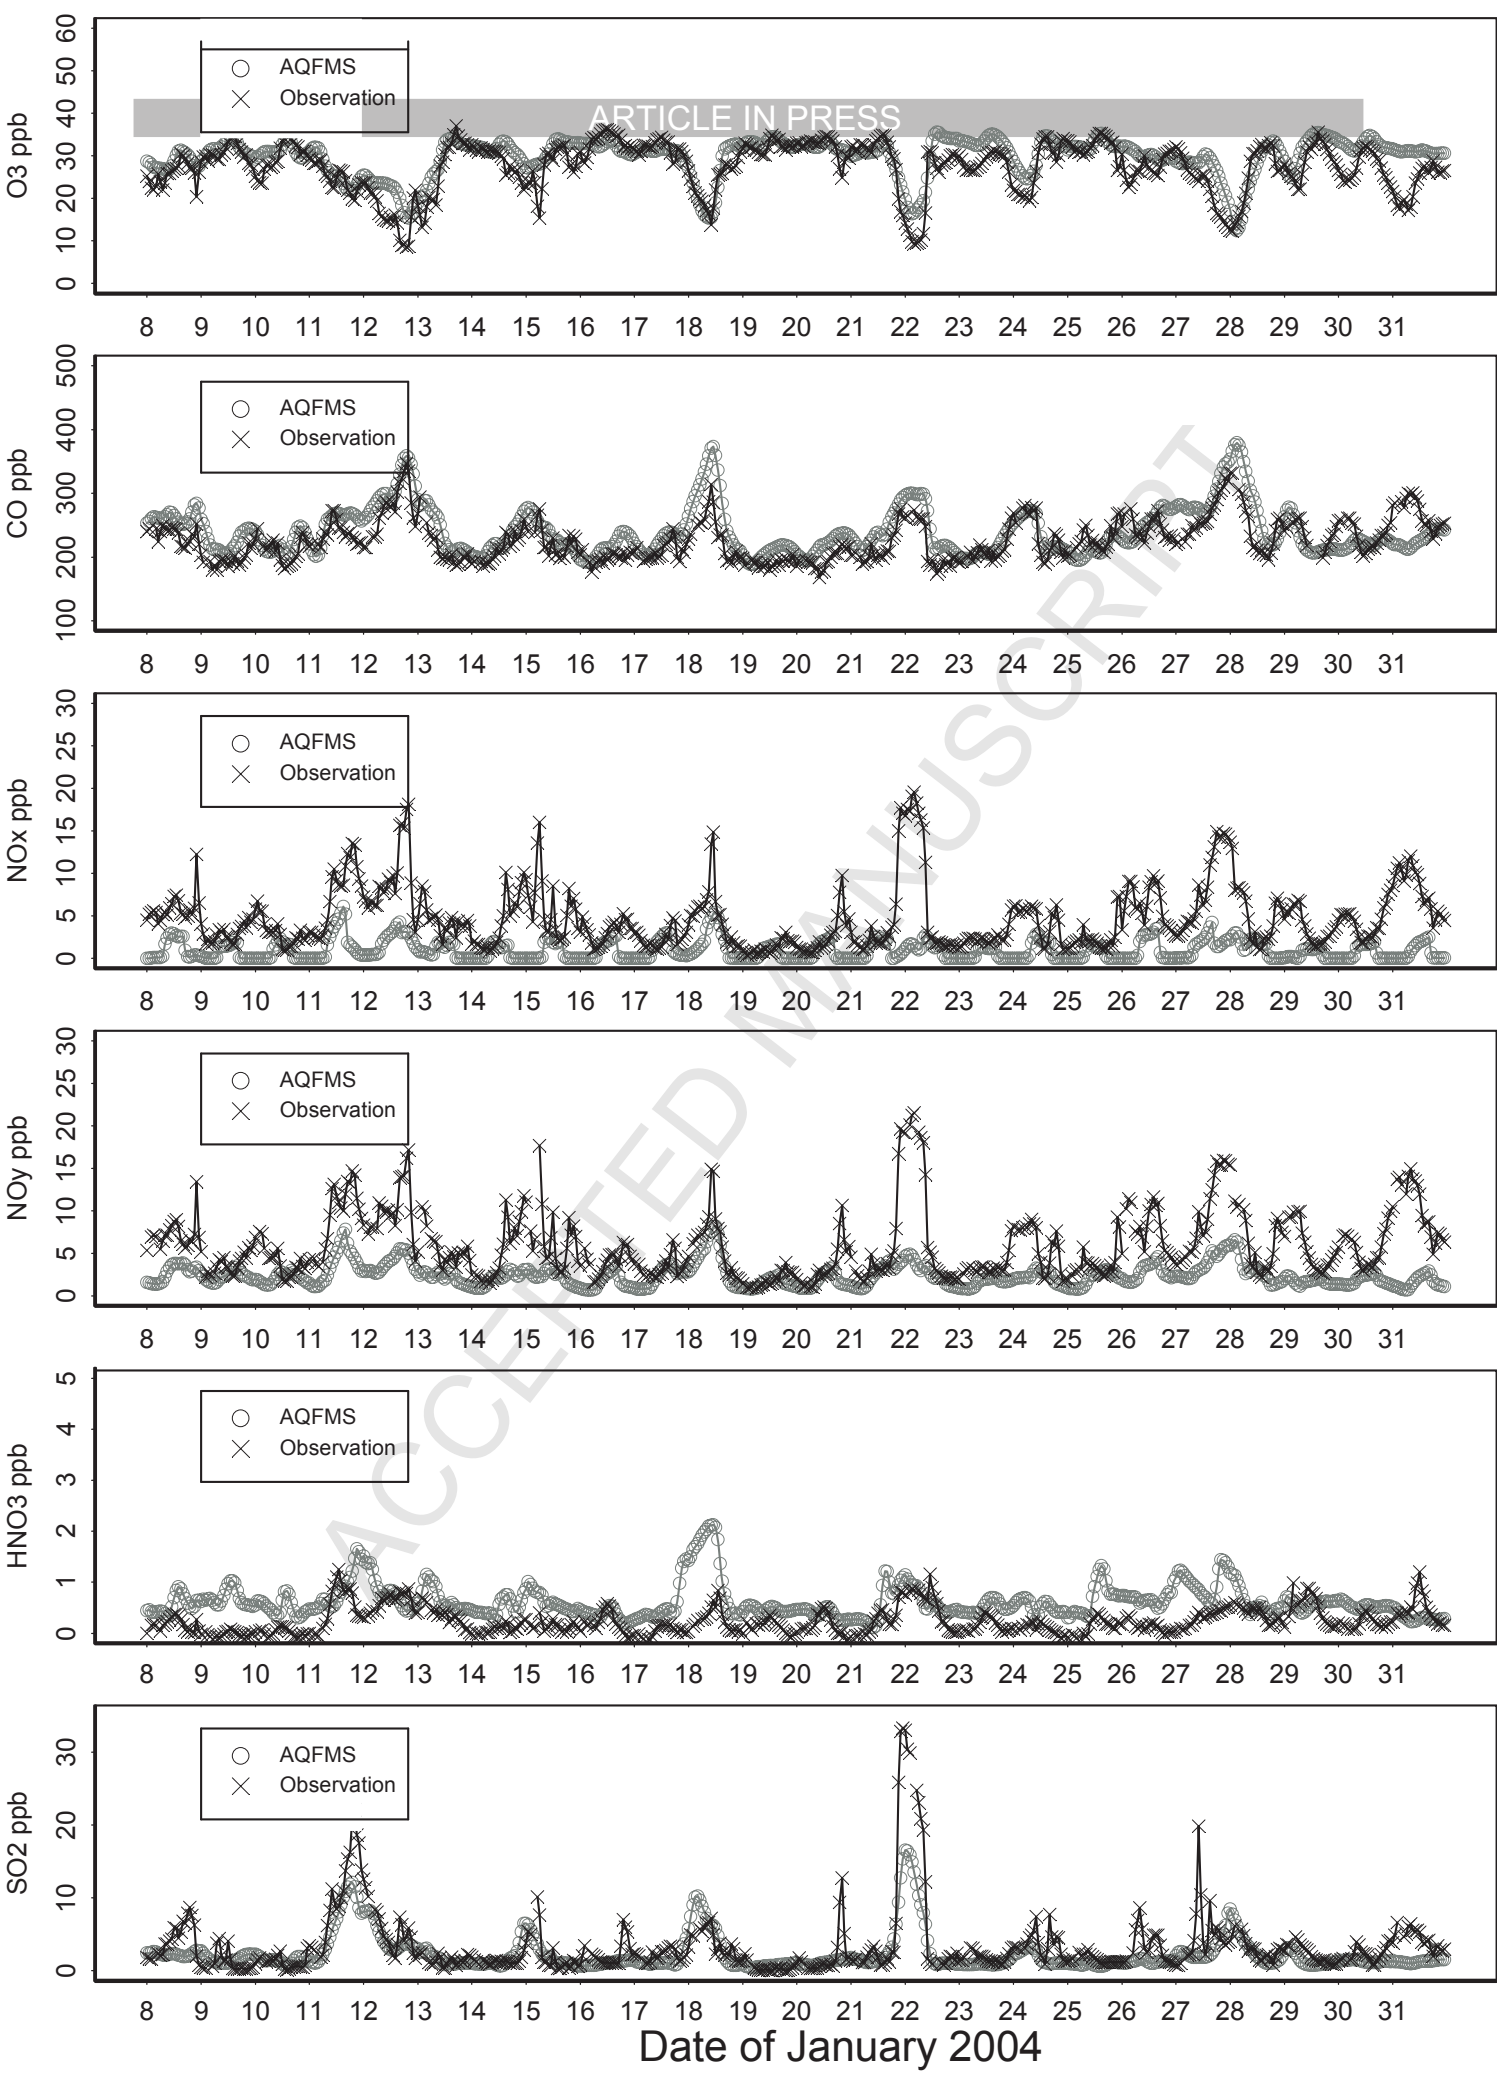 ARTICLE IN PRESS
ACCEPTED MANUSCRIPT
O3 ppb
60
50
40
30
20
10
0
AQFMS
Observation
8 9 10 11 12 13 14 15 16 17 18 19 20 21 22 23 24 25 26 27 28 29 30 31
CO ppb
500
400
300
200
100
AQFMS
Observation
8 9 10 11 12 13 14 15 16 17 18 19 20 21 22 23 24 25 26 27 28 29 30 31
NOx ppb
30
25
20
15
10
5
0
AQFMS
Observation
8 9 10 11 12 13 14 15 16 17 18 19 20 21 22 23 24 25 26 27 28 29 30 31
NOy ppb
30
25
20
15
10
5
0
AQFMS
Observation
8 9 10 11 12 13 14 15 16 17 18 19 20 21 22 23 24 25 26 27 28 29 30 31
HNO3 ppb
5
4
3
2
1
0
AQFMS
Observation
8 9 10 11 12 13 14 15 16 17 18 19 20 21 22 23 24 25 26 27 28 29 30 31
SO2 ppb
30
20
10
0
AQFMS
Observation
8 9 10 11 12 13 14 15 16 17 18 19 20 21 22 23 24 25 26 27 28 29 30 31
Date of January 2004